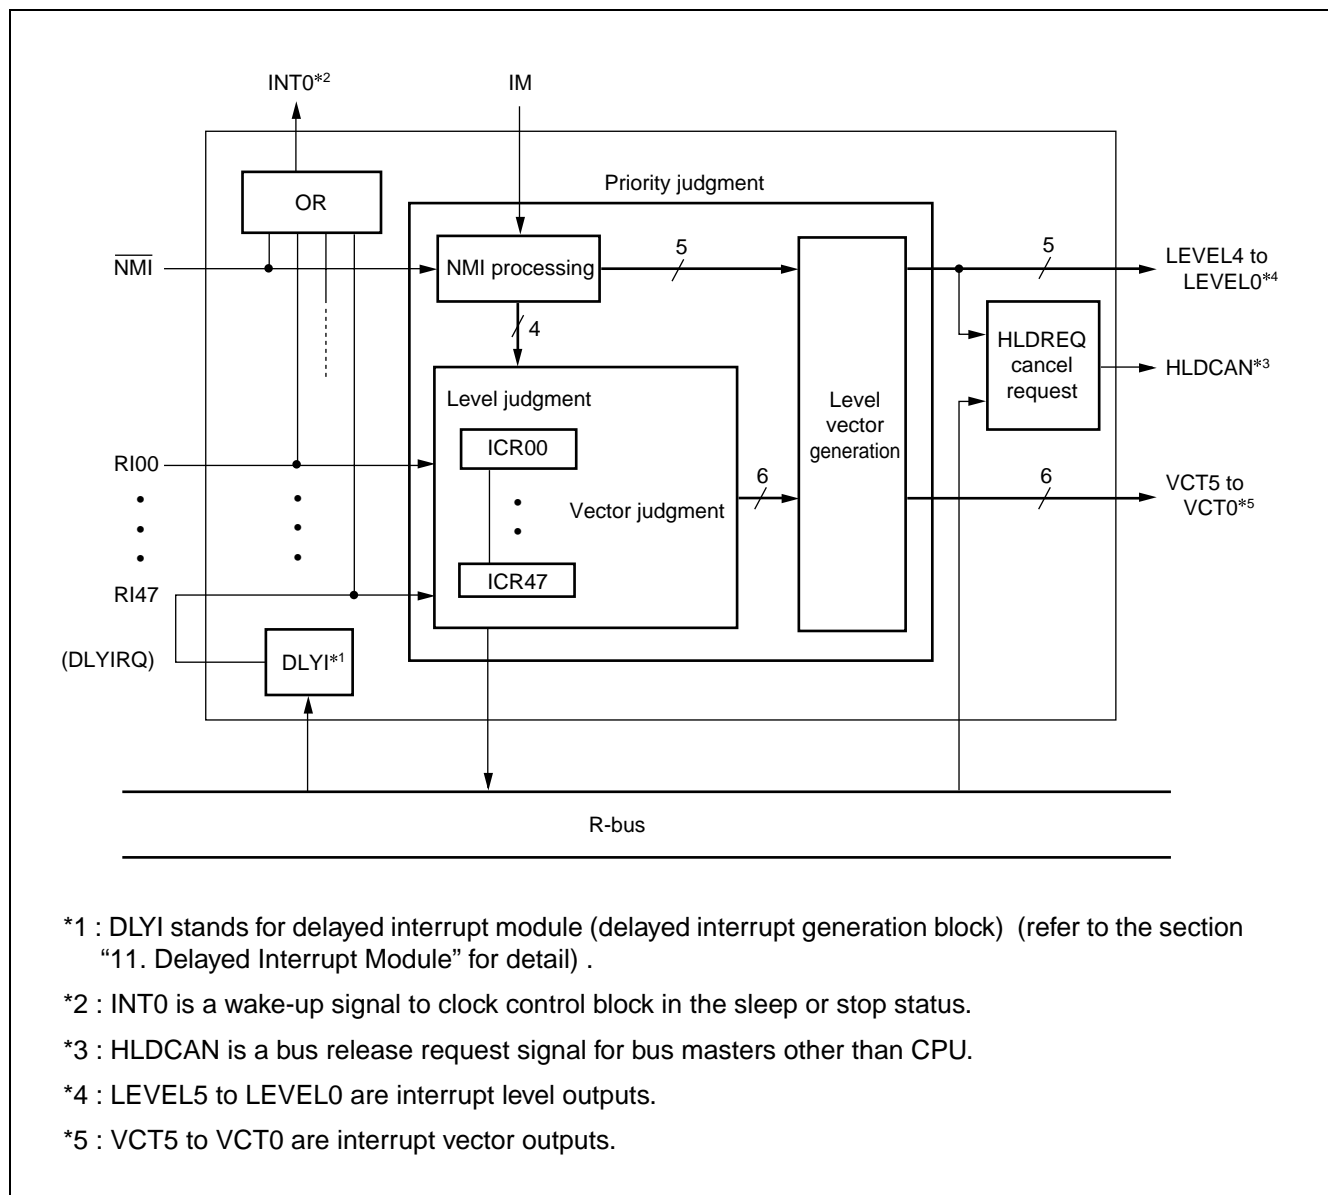 INT0*2
IM
Priority judgment
OR
NMI
NMI processing
5
5
LEVEL4 to
LEVEL0*4
4
HLDREQ
cancel
request
HLDCAN*3
Level judgment
Level
vector
generation
ICR00
RI00
6
6
VCT5 to
VCT0*5
Vector judgment
ICR47
RI47
(DLYIRQ)
DLYI*1
R-bus
*1 : DLYI stands for delayed interrupt module (delayed interrupt generation block) (refer to the section
“11. Delayed Interrupt Module” for detail) .
*2 : INT0 is a wake-up signal to clock control block in the sleep or stop status.
*3 : HLDCAN is a bus release request signal for bus masters other than CPU.
*4 : LEVEL5 to LEVEL0 are interrupt level outputs.
*5 : VCT5 to VCT0 are interrupt vector outputs.